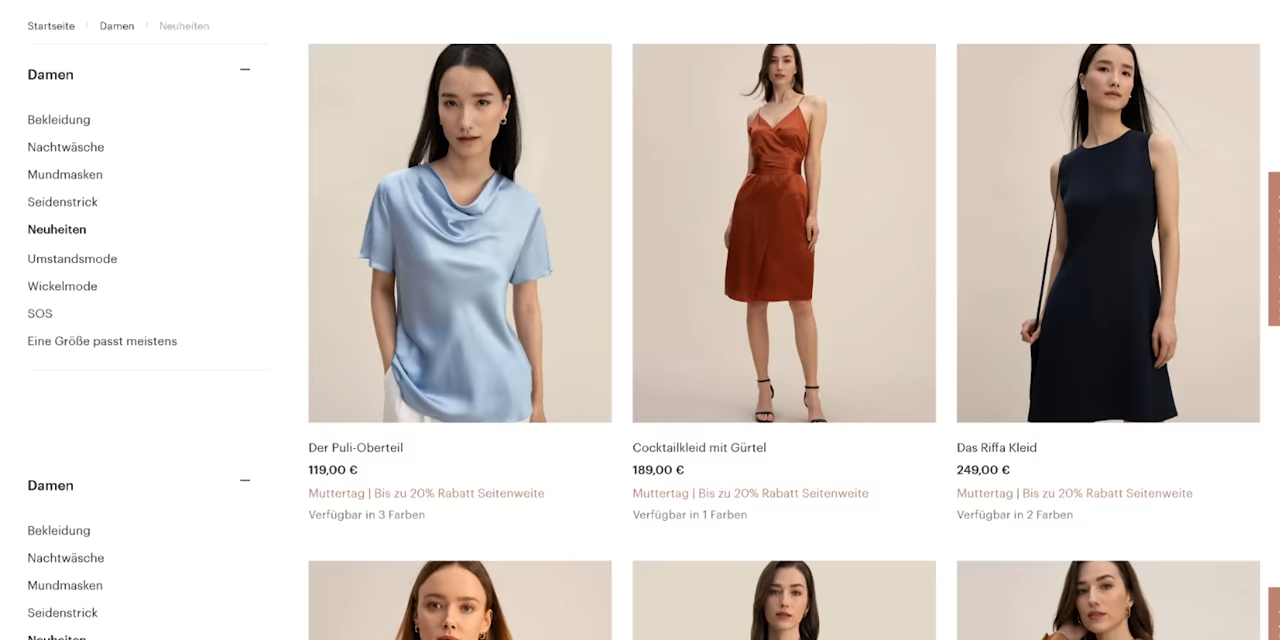 Startseite / Damen / Neuheiten
Damen
Bekleidung
Nachtwäsche
Mundmasken
Seidenstrick
Neuheiten
Umstandsmode
Wickelmode
SOS
Eine Größe passt meistens
Der Puli-Oberteil
119,00 €
Muttertag | Bis zu 20% Rabatt Seitenweite
Verfügbar in 3 Farben
Cocktailkleid mit Gürtel
189,00 €
Muttertag | Bis zu 20% Rabatt Seitenweite
Verfügbar in 1 Farben
Das Riffa Kleid
249,00 €
Muttertag | Bis zu 20% Rabatt Seitenweite
Verfügbar in 2 Farben
Damen
Bekleidung
Nachtwäsche
Mundmasken
Seidenstrick
Neuheiten